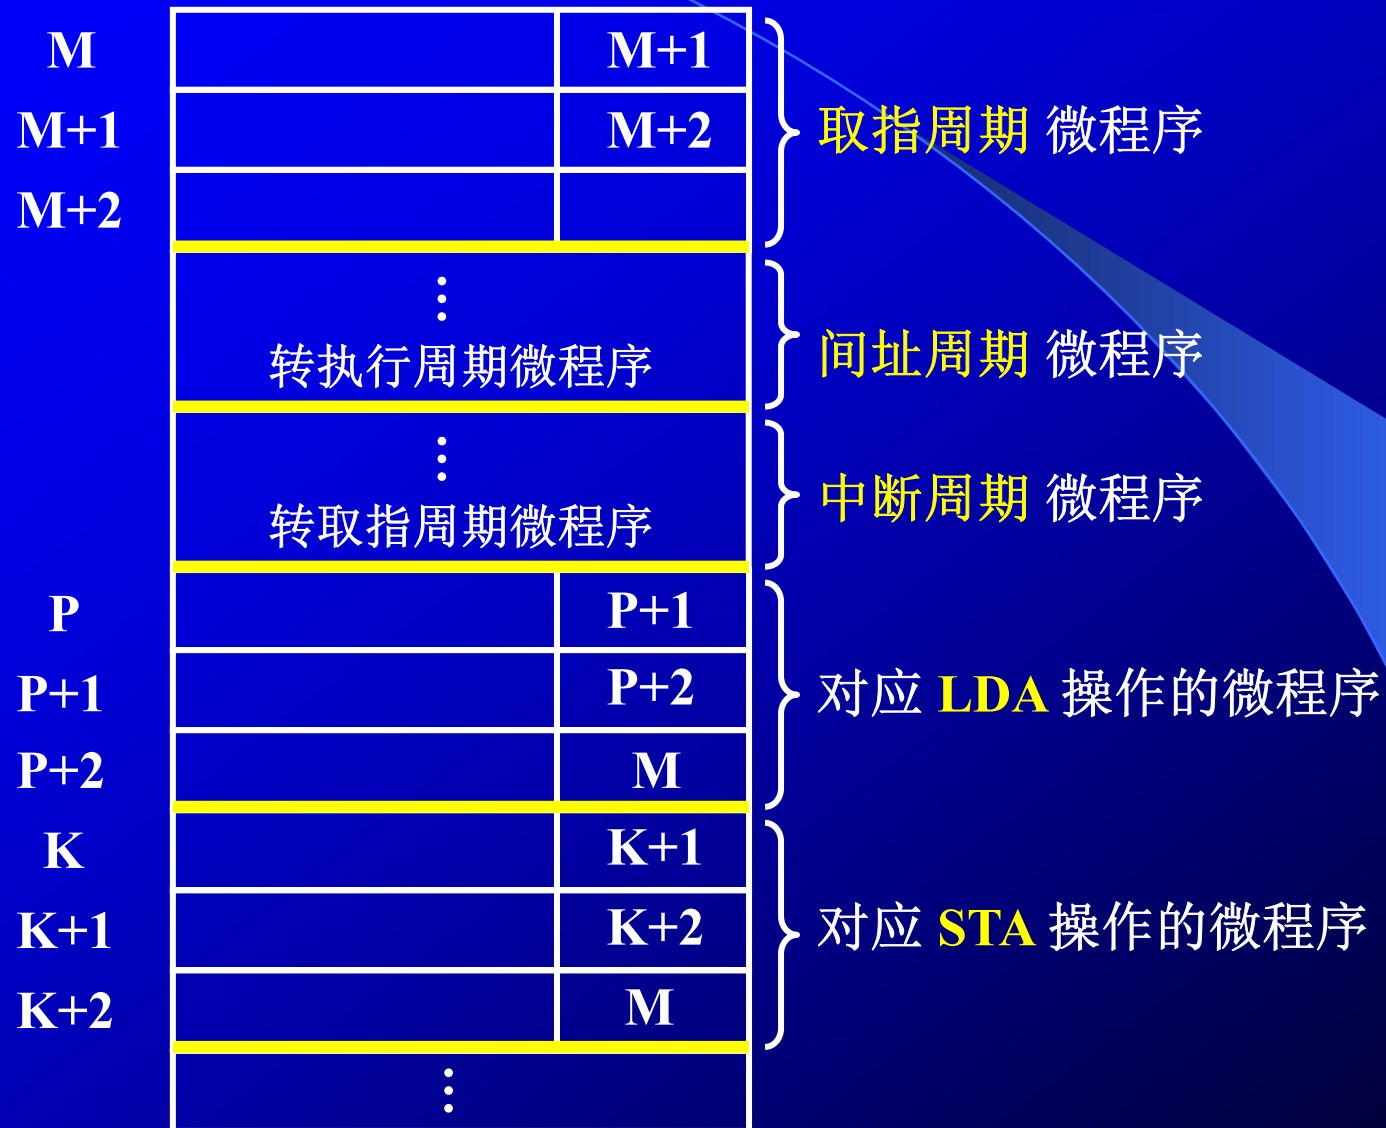 M M+1
M+1 M+2 取指周期 微程序
M+2
⋮
转执行周期微程序 间址周期 微程序
⋮
转取指周期微程序 中断周期 微程序
P P+1
P+1 P+2 对应 LDA 操作的微程序
P+2 M
K K+1
K+1 K+2 对应 STA 操作的微程序
K+2 M
⋮